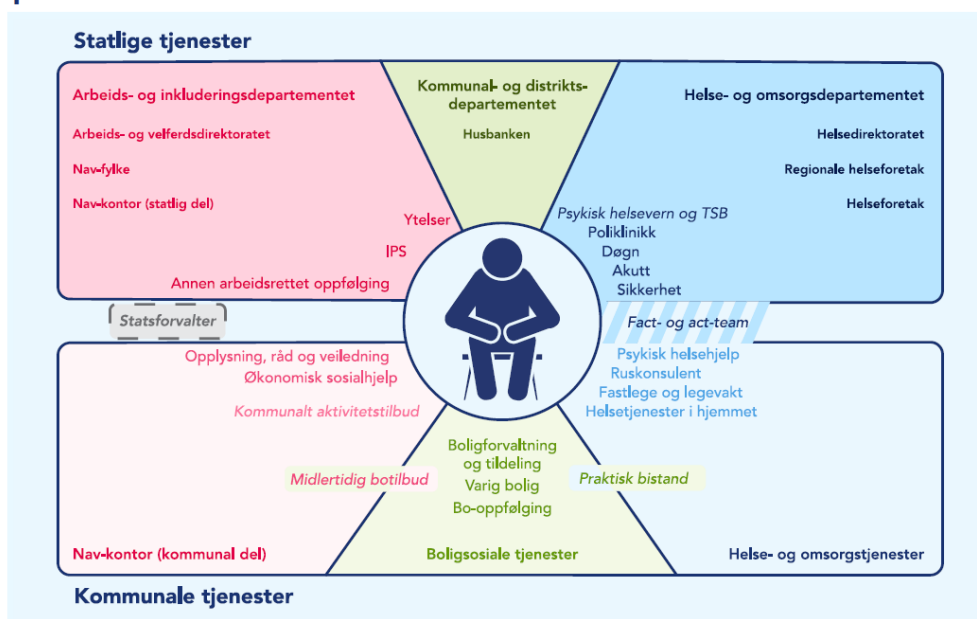 Statlige tjenester
Arbeids- og inkluderingsdepartementet
Arbeids- og velferdsdirektoratet
Nav-fylke
Nav-kontor (statlig del)
Ytelser
IPS
Annen arbeidsrettet oppfølging
Kommunal- og distrikts-
departementet
Husbanken
Helse- og omsorgsdepartementet
Helsedirektoratet
Regionale helseforetak
Helseforetak
Psykisk helsevern og TSB
Poliklinikk
Døgn
Akutt
Sikkerhet
Statsforvalter
Fact- og act-team
Opplysning, råd og veiledning
Økonomisk sosialhjelp
Kommunalt aktivitetstilbud
Midlertidig botilbud
Nav-kontor (kommunal del)
Boligforvaltning
og tildeling
Varig bolig
Bo-oppfølging
Boligsosiale tjenester
Psykisk helsehjelp
Ruskonsulent
Fastlege og legevakt
Helsetjenester i hjemmet
Praktisk bistand
Helse- og omsorgstjenester
Kommunale tjenester